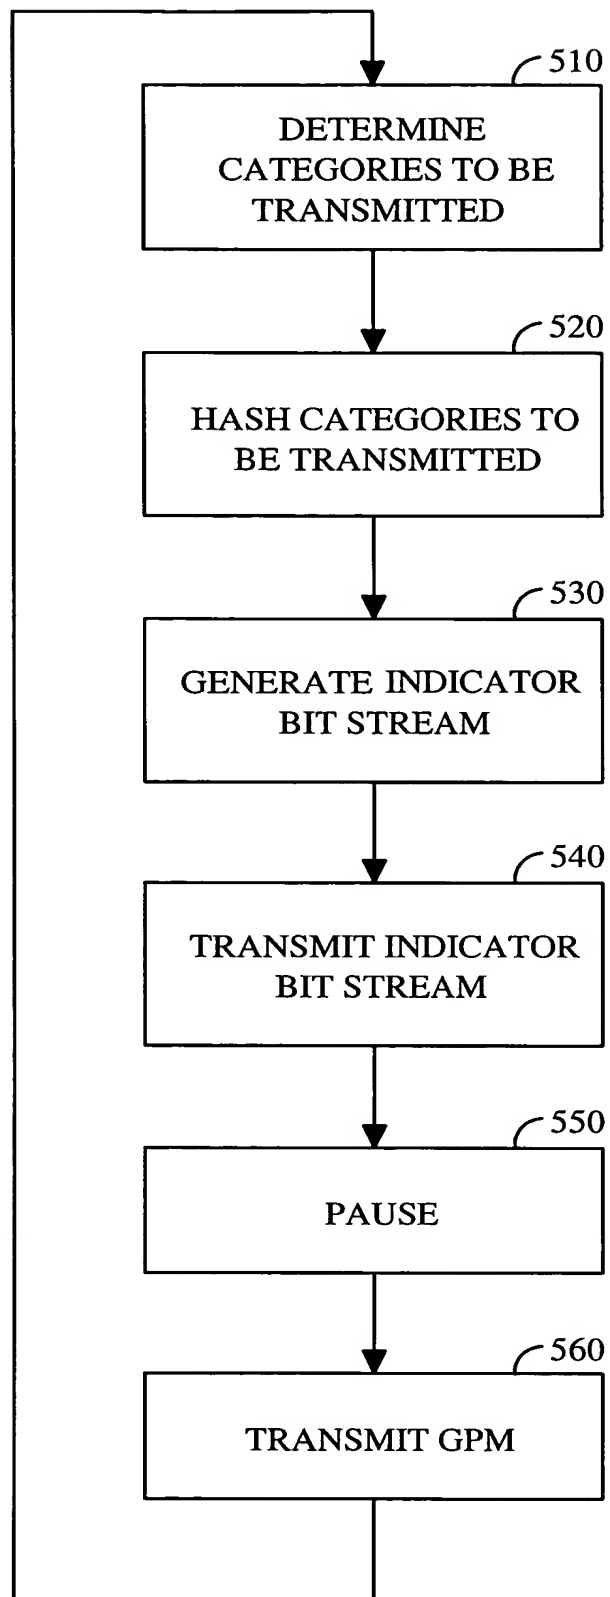 510
DETERMINE
CATEGORIES TO BE
TRANSMITTED
520
HASH CATEGORIES TO
BE TRANSMITTED
530
GENERATE INDICATOR
BIT STREAM
540
TRANSMIT INDICATOR
BIT STREAM
550
PAUSE
560
TRANSMIT GPM